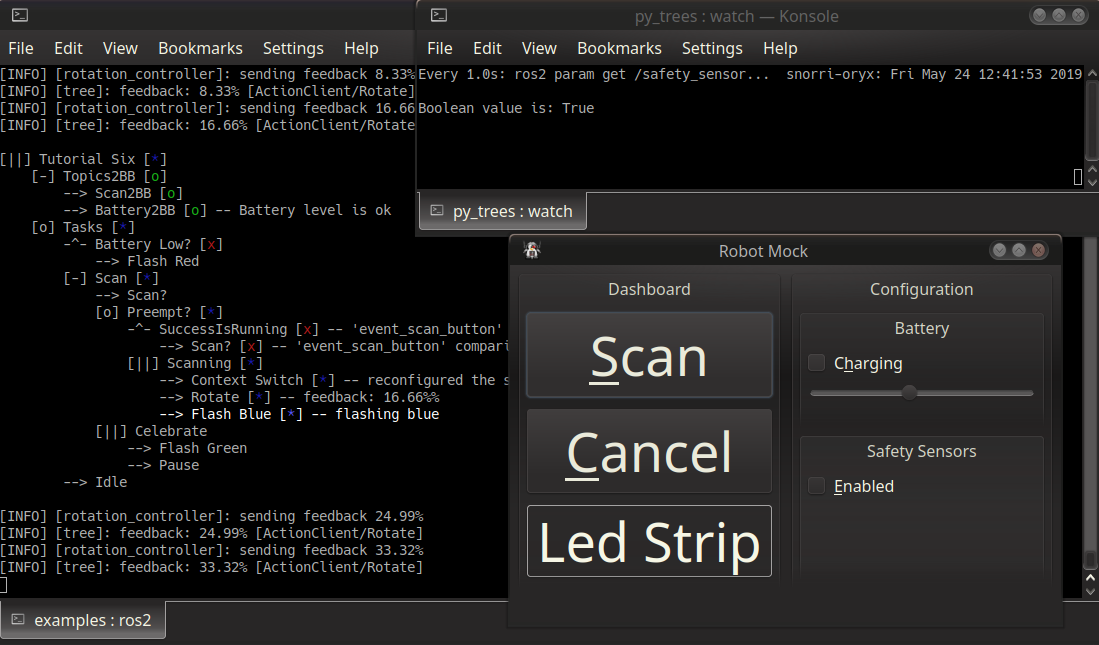 File Edit View Bookmarks Settings Help
[INFO] [rotation_controller]: sending feedback 8.33%
[INFO] [tree]: feedback: 8.33% [ActionClient/Rotate]
[INFO] [rotation_controller]: sending feedback 16.66
[INFO] [tree]: feedback: 16.66% [ActionClient/Rotate
[||] Tutorial Six [*]
[-] Topics2BB [o]
--> Scan2BB [o]
--> Battery2BB [o] -- Battery level is ok
[o] Tasks [*]
-^- Battery Low? [x]
--> Flash Red
[-] Scan [*]
--> Scan?
[o] Preempt? [*]
-^- SuccessIsRunning [x] -- 'event_scan_button'
--> Scan? [x] -- 'event_scan_button' compari
[||] Scanning [*]
--> Context Switch [*] -- reconfigured the s
--> Rotate [*] -- feedback: 16.66%%
--> Flash Blue [*] -- flashing blue
[||] Celebrate
--> Flash Green
--> Pause
--> Idle
[INFO] [rotation_controller]: sending feedback 24.99%
[INFO] [tree]: feedback: 24.99% [ActionClient/Rotate]
[INFO] [rotation_controller]: sending feedback 33.32%
[INFO] [tree]: feedback: 33.32% [ActionClient/Rotate]
examples : ros2
py_trees : watch — Konsole
File Edit View Bookmarks Settings Help
Every 1.0s: ros2 param get /safety_sensor... snorri-oryx: Fri May 24 12:41:53 2019
Boolean value is: True
py_trees : watch
Robot Mock
Dashboard
Scan
Cancel
Led Strip
Configuration
Battery
Charging
Safety Sensors
Enabled